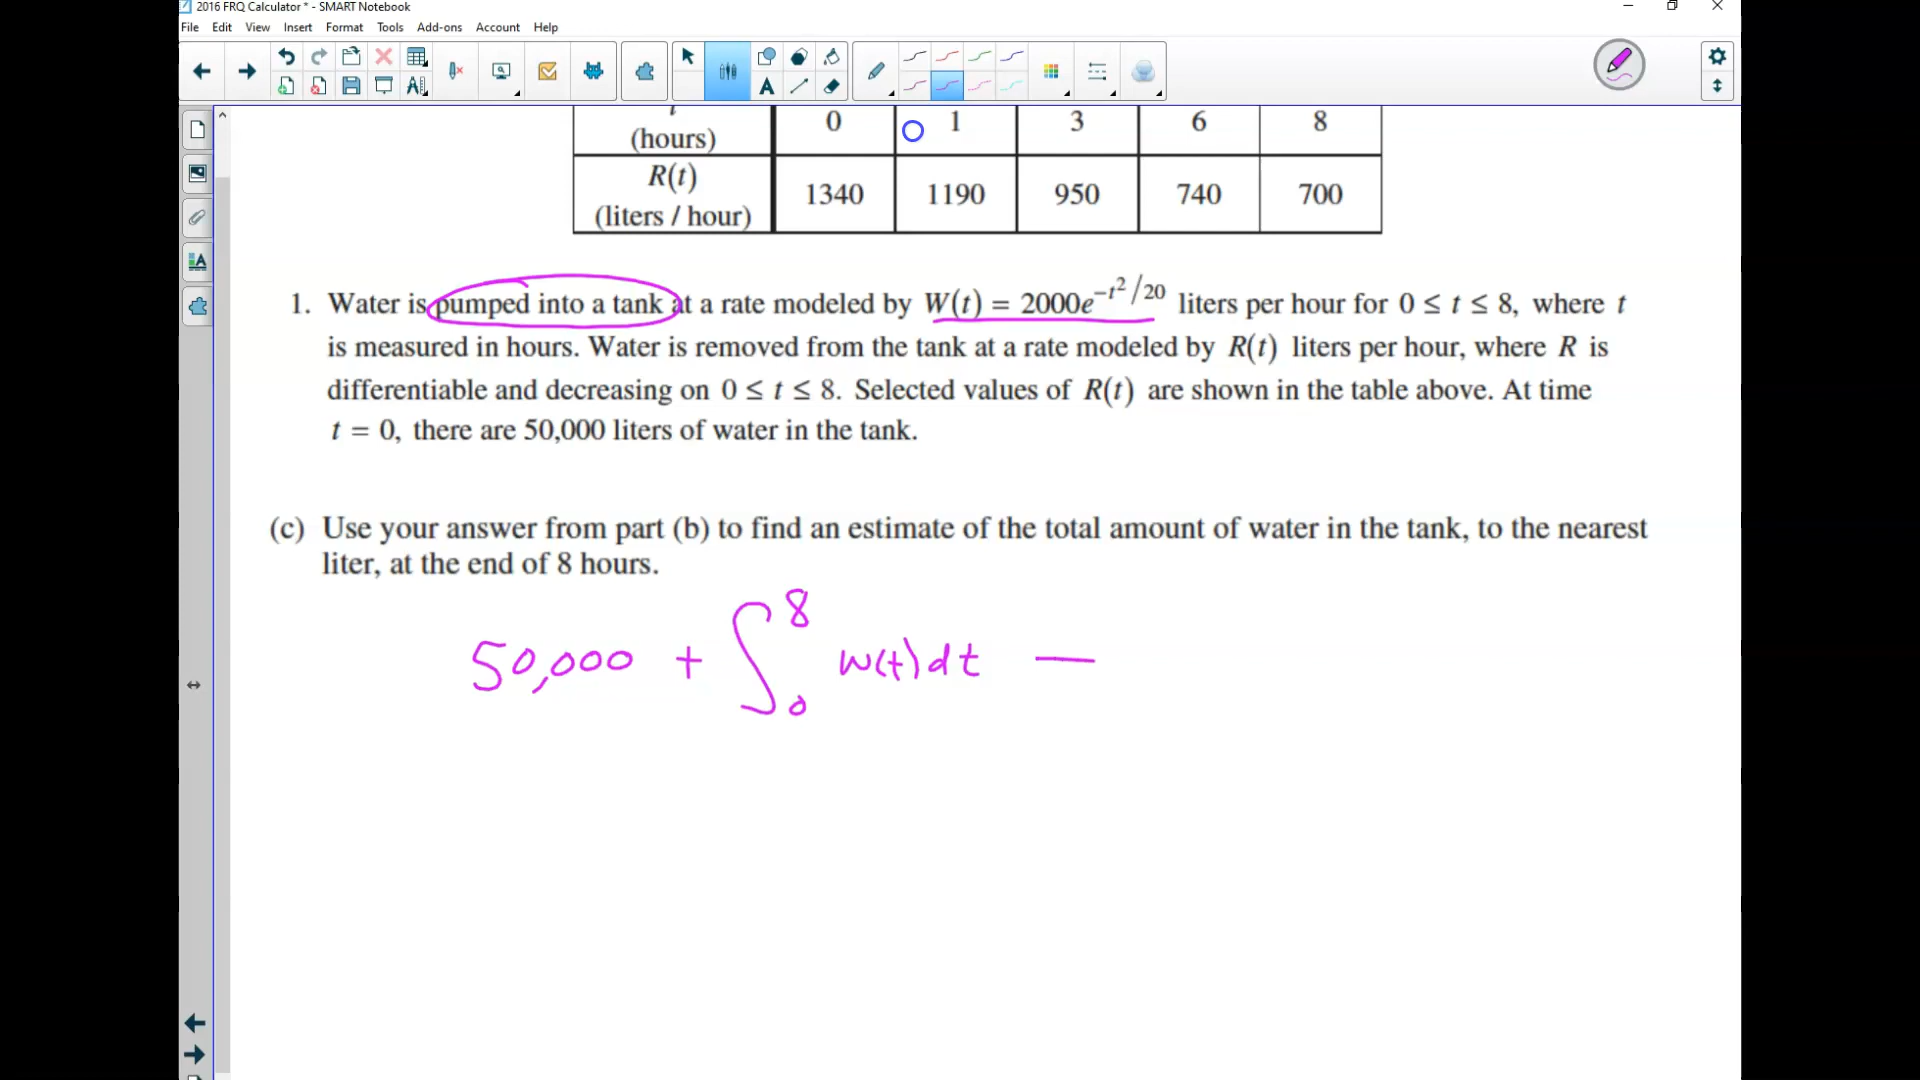 2016 FRQ Calculator * - SMART Notebook
File Edit View Insert Format Tools Add-ons Account Help
(hours) 0 1 3 6 8
R(t)
(liters / hour) 1340 1190 950 740 700
1. Water is pumped into a tank at a rate modeled by W(t) = 2000e^{-t^2/20} liters per hour for 0 ≤ t ≤ 8, where t
is measured in hours. Water is removed from the tank at a rate modeled by R(t) liters per hour, where R is
differentiable and decreasing on 0 ≤ t ≤ 8. Selected values of R(t) are shown in the table above. At time
t = 0, there are 50,000 liters of water in the tank.
(c) Use your answer from part (b) to find an estimate of the total amount of water in the tank, to the nearest
liter, at the end of 8 hours.
50,000 + ∫_0^8 w(t)dt —